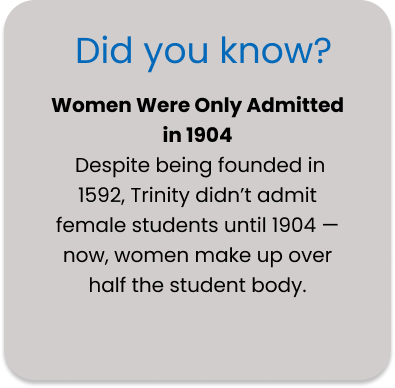 Did you know?
Women Were Only Admitted
in 1904
Despite being founded in
1592, Trinity didn’t admit
female students until 1904 —
now, women make up over
half the student body.